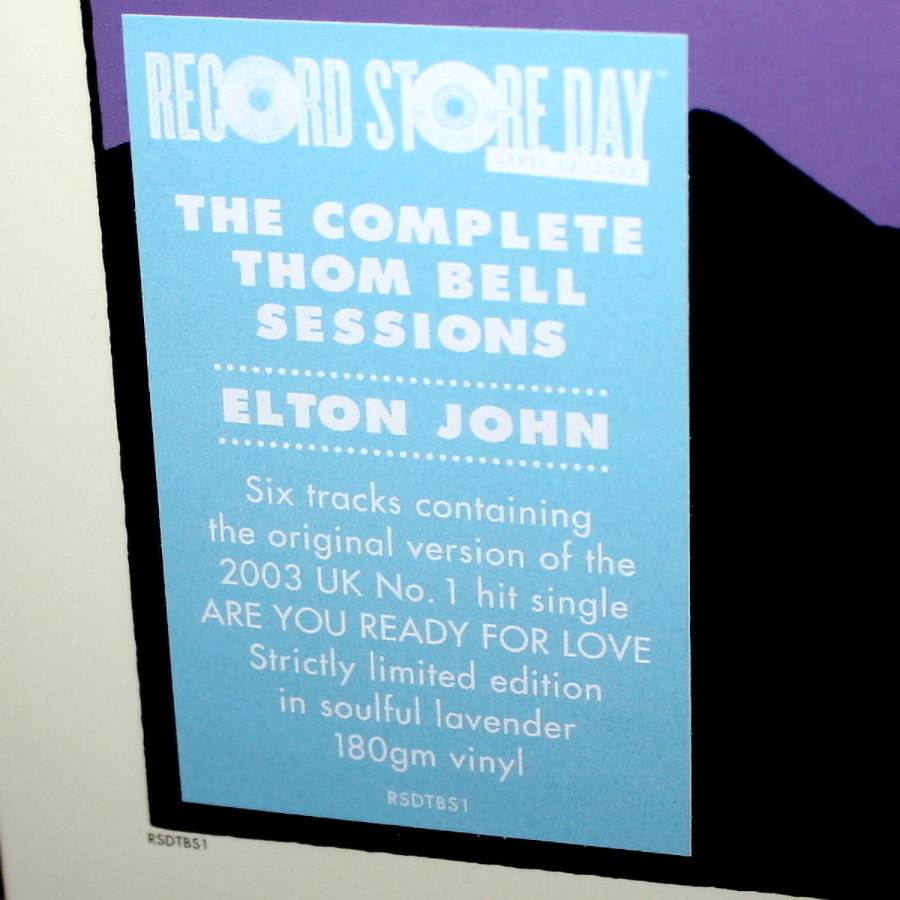 RECORD STORE DAY™
THE COMPLETE
THOM BELL
SESSIONS
ELTON JOHN
Six tracks containing
the original version of the
2003 UK No. 1 hit single
ARE YOU READY FOR LOVE
Strictly limited edition
in soulful lavender
180gm vinyl
RSDTBS1
RSDTBS1